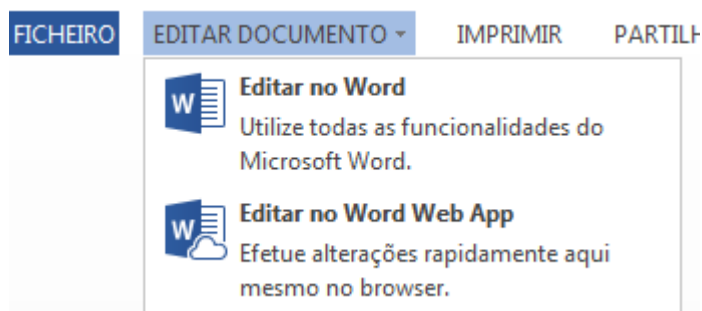 FICHEIRO EDITAR DOCUMENTO IMPRIMIR
Editar no Word
Utilize todas as funcionalidades do
Microsoft Word.
Editar no Word Web App
Efetue alterações rapidamente aqui
mesmo no browser.